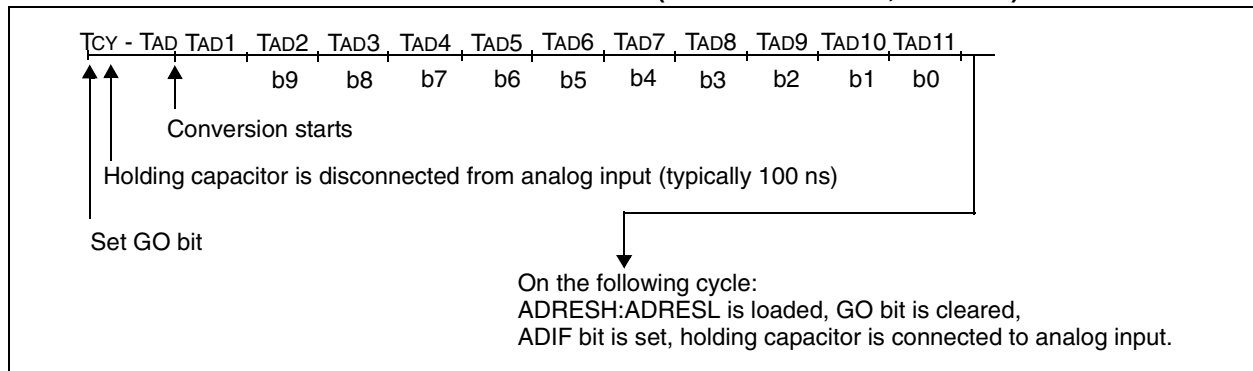 TCY - TAD TAD1 TAD2 TAD3 TAD4 TAD5 TAD6 TAD7 TAD8 TAD9 TAD10 TAD11
b9 b8 b7 b6 b5 b4 b3 b2 b1 b0
Conversion starts
Holding capacitor is disconnected from analog input (typically 100 ns)
Set GO bit
On the following cycle:
ADRESH:ADRESL is loaded, GO bit is cleared,
ADIF bit is set, holding capacitor is connected to analog input.